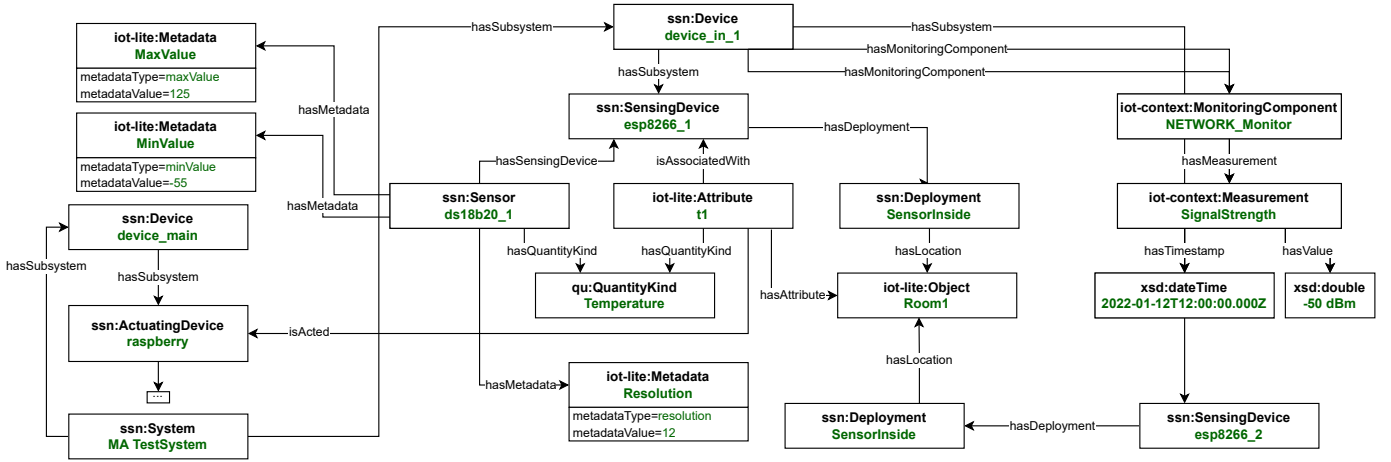 ssn:Device
device_in_1
hasSubsystem
hasSubsystem
iot-lite:Metadata
MaxValue
metadataType=maxValue
metadataValue=125
hasMonitoringComponent
hasMonitoringComponent
hasSubsystem
hasMetadata
ssn:SensingDevice
esp8266_1
iot-context:MonitoringComponent
NETWORK_Monitor
iot-lite:Metadata
MinValue
metadataType=minValue
metadataValue=-55
hasDeployment
hasSensingDevice
isAssociatedWith
hasMeasurement
hasMetadata
ssn:Sensor
ds18b20_1
iot-lite:Attribute
t1
ssn:Deployment
SensorInside
iot-context:Measurement
SignalStrength
ssn:Device
device_main
hasSubsystem
hasSubsystem
hasQuantityKind
hasQuantityKind
hasLocation
hasTimestamp
hasValue
qu:QuantityKind
Temperature
hasAttribute
iot-lite:Object
Room1
xsd:dateTime
2022-01-12T12:00:00.000Z
xsd:double
-50 dBm
ssn:ActuatingDevice
raspberry
isActed
hasLocation
...
hasMetadata
iot-lite:Metadata
Resolution
metadataType=resolution
metadataValue=12
ssn:System
MA TestSystem
ssn:Deployment
SensorInside
hasDeployment
ssn:SensingDevice
esp8266_2